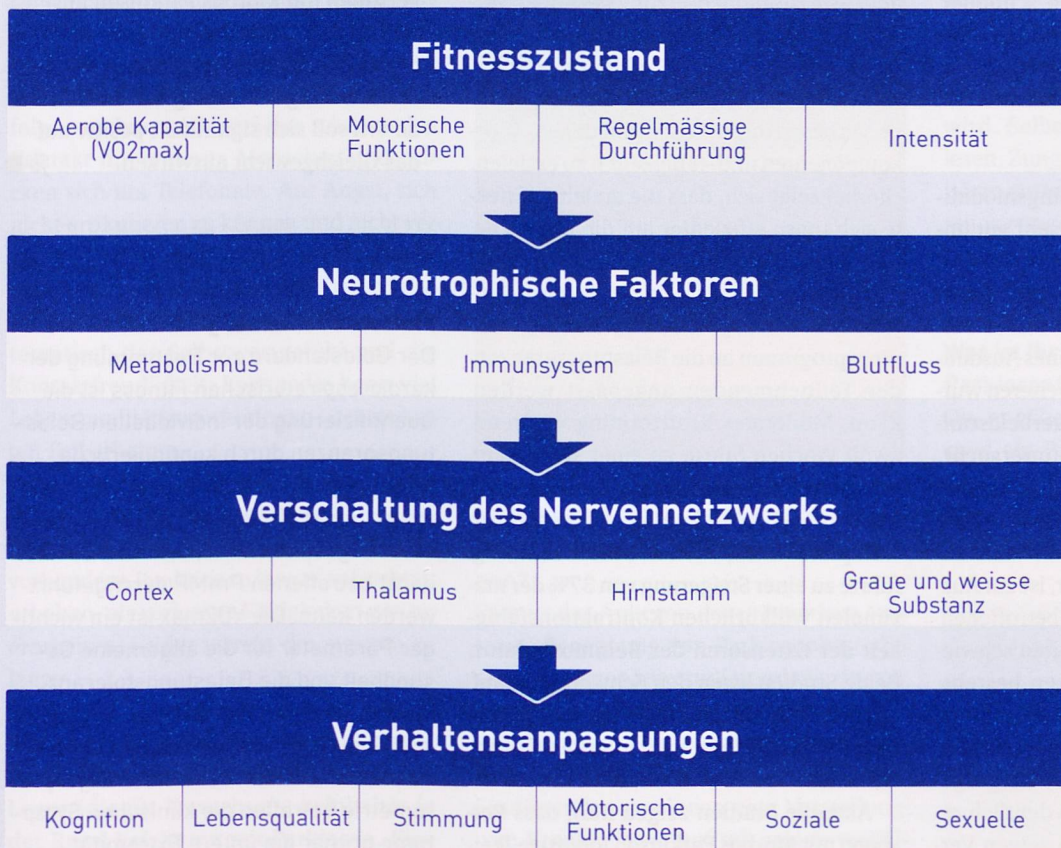 Fitnesszustand
Aerobe Kapazität
(VO2max)
Motorische
Funktionen
Regelmässige
Durchführung
Intensität
Neurotrophische Faktoren
Metabolismus
Immunsystem
Blutfluss
Verschaltung des Nervennetzwerks
Cortex
Thalamus
Hirnstamm
Graue und weisse
Substanz
Verhaltensanpassungen
Kognition
Lebensqualität
Stimmung
Motorische
Funktionen
Soziale
Sexuelle